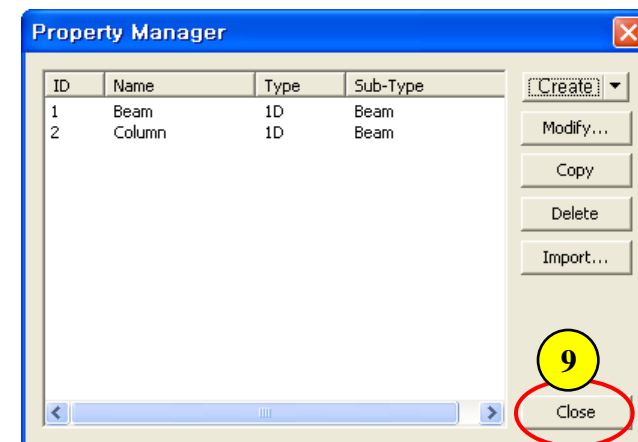 Property Manager
ID Name Type Sub-Type
1 Beam 1D Beam
2 Column 1D Beam
Create
Modify...
Copy
Delete
Import...
9
Close